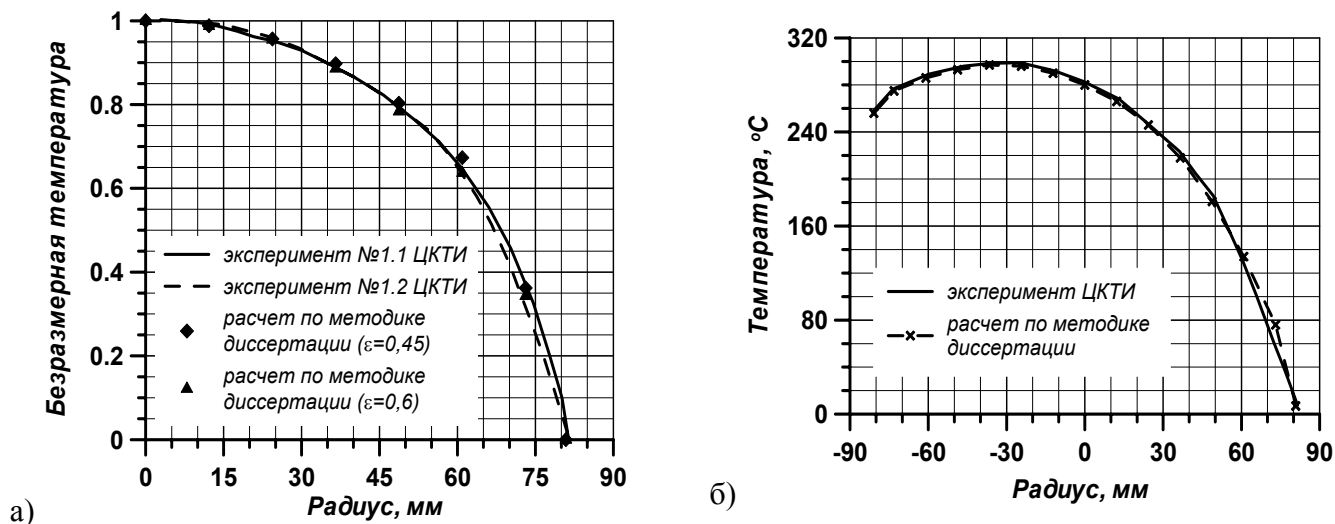 1
0.8
0.6
0.4
0.2
0
Безразмерная температура
эксперимент №1.1 ЦКТИ
эксперимент №1.2 ЦКТИ
расчет по методике
диссертации (ε=0,45)
расчет по методике
диссертации (ε=0,6)
0 15 30 45 60 75 90
Радиус, мм
а)
320
240
160
80
0
Температура, °С
эксперимент ЦКТИ
расчет по методике
диссертации
-90 -60 -30 0 30 60 90
Радиус, мм
б)